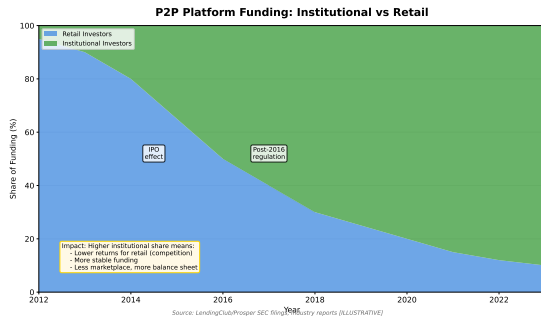 P2P Platform Funding: Institutional vs Retail
100
80
60
40
20
0
Share of Funding (%)
Retail Investors
Institutional Investors
IPO
effect
Post-2016
regulation
Impact: Higher institutional share means:
- Lower returns for retail (competition)
- More stable funding
- Less marketplace, more balance sheet
2012 2014 2016 2018 2020 2022
Year
Source: LendingClub/Prosper SEC filings, industry reports [ILLUSTRATIVE]